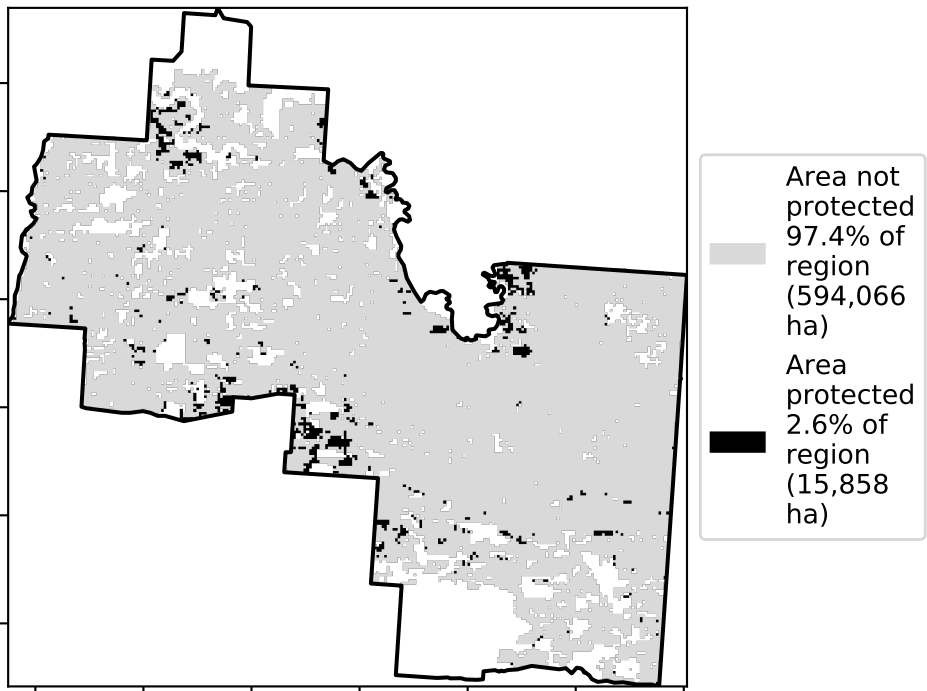 Area not
protected
97.4% of
region
(594,066
ha)
Area
protected
2.6% of
region
(15,858
ha)